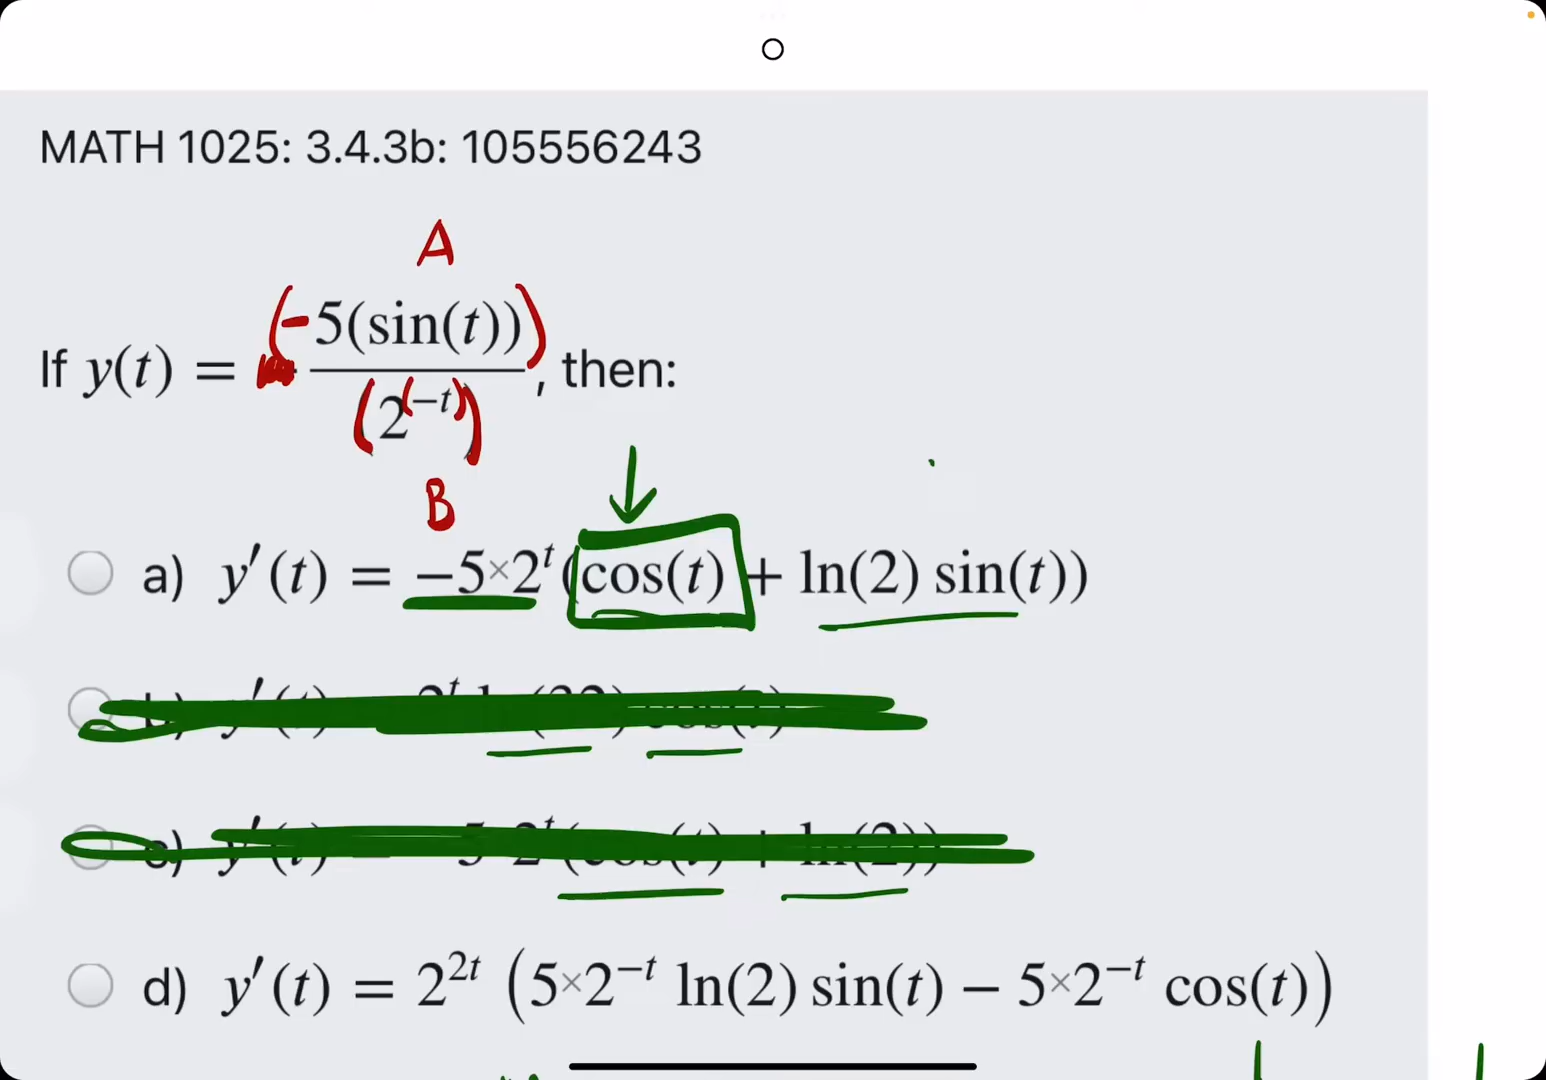 MATH 1025: 3.4.3b: 105556243
A
If y(t) = (-5(sin(t))) / (2^(−t)), then:
B
a) y′(t) = −5×2^t (cos(t) + ln(2) sin(t))
d) y′(t) = 2^{2t} (5×2^{−t} ln(2) sin(t) − 5×2^{−t} cos(t))